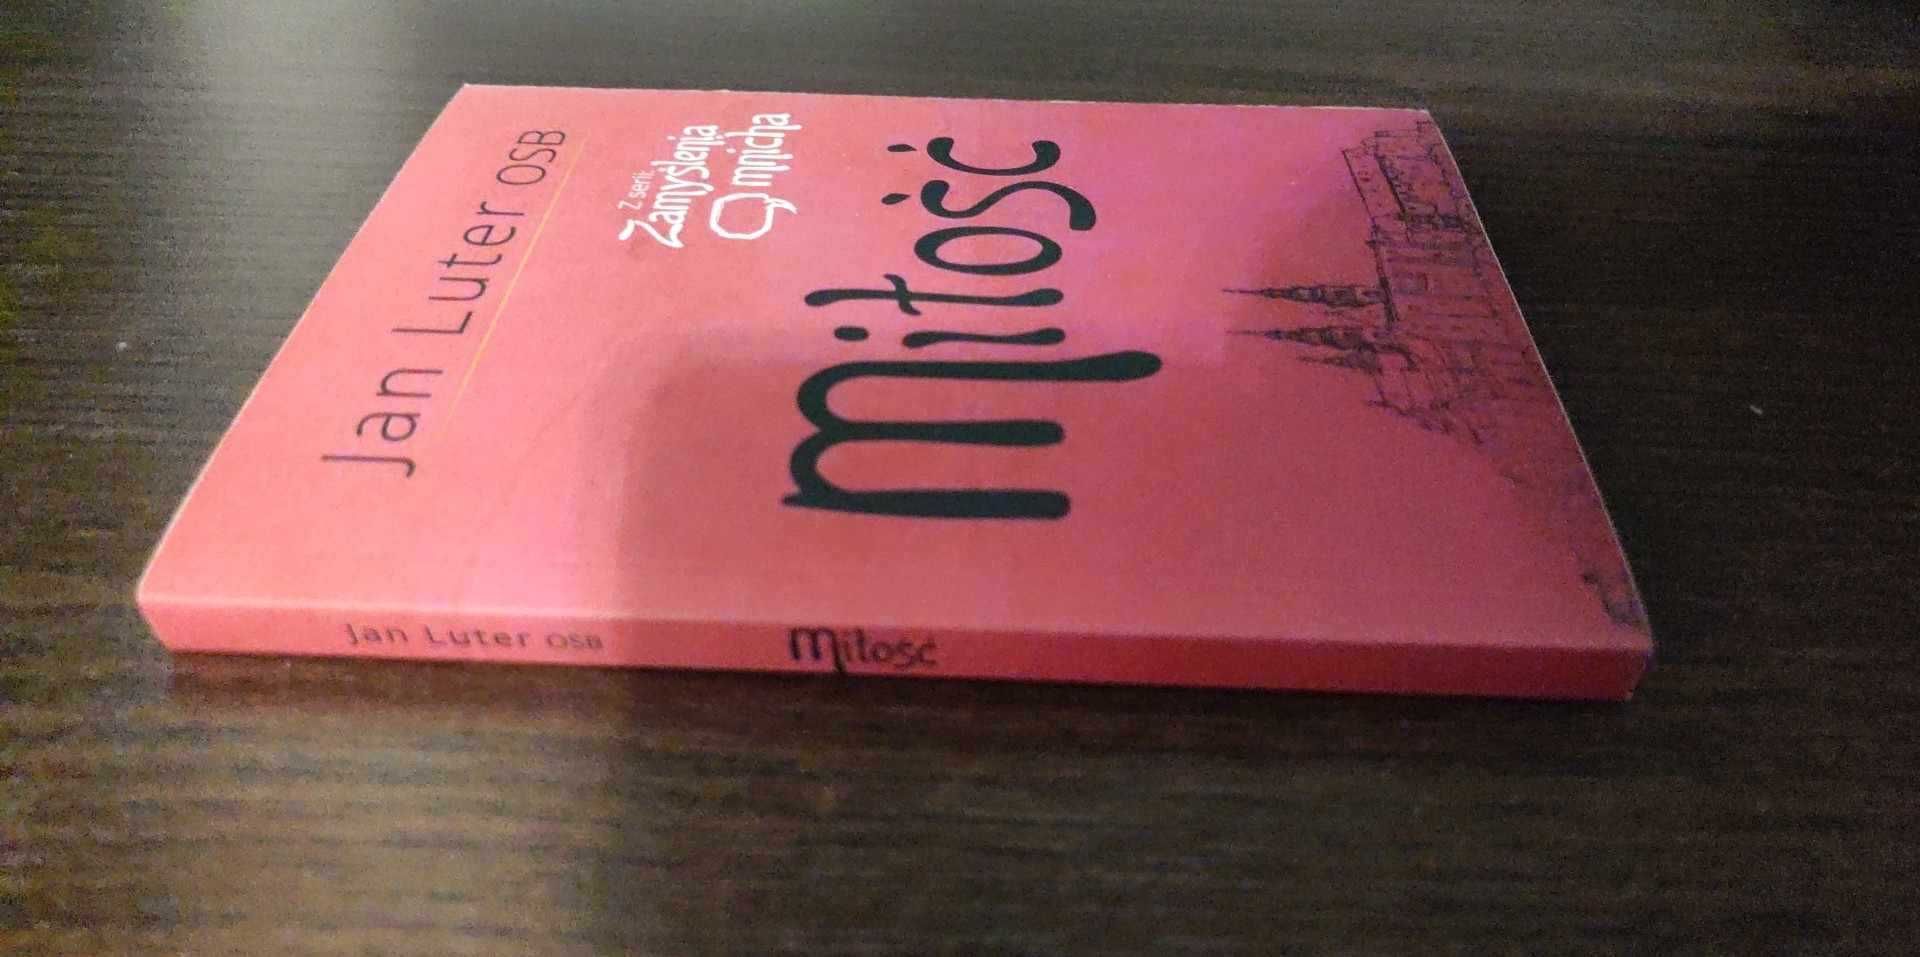 Jan Luter OSB
Z serii:
Zamyślenia
mnicha
miłość
Jan Luter OSB
miłość